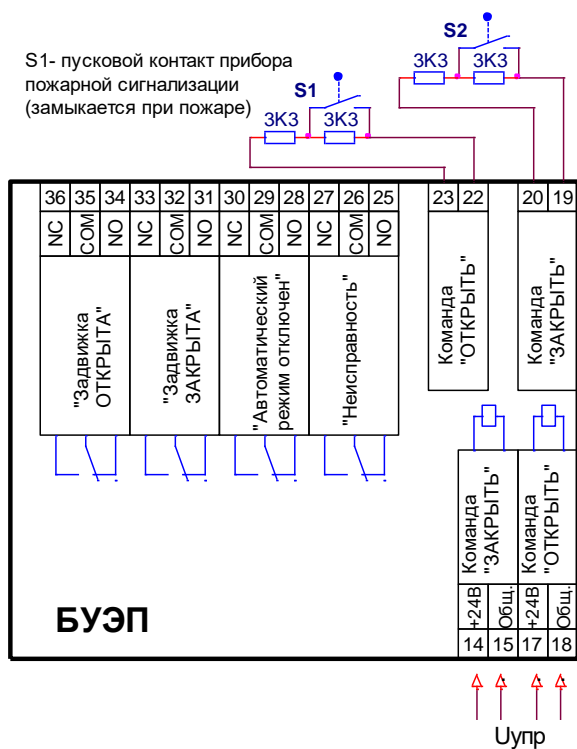 S2
S1- пусковой контакт прибора
пожарной сигнализации
(замыкается при пожаре)
3К3 3К3
S1
3К3 3К3
36 35 34 33 32 31 30 29 28 27 26 25 23 22 20 19
NC COM NO NC COM NO NC COM NO NC COM NO
"Задвижка
ОТКРЫТА"
"Задвижка
ЗАКРЫТА"
"Автоматический
режим отключен"
"Неисправность"
Команда
"ОТКРЫТЬ"
Команда
"ЗАКРЫТЬ"
Команда
"ЗАКРЫТЬ"
Команда
"ОТКРЫТЬ"
+24В Общ. +24В Общ.
БУЭП
14 15 17 18
Uупр